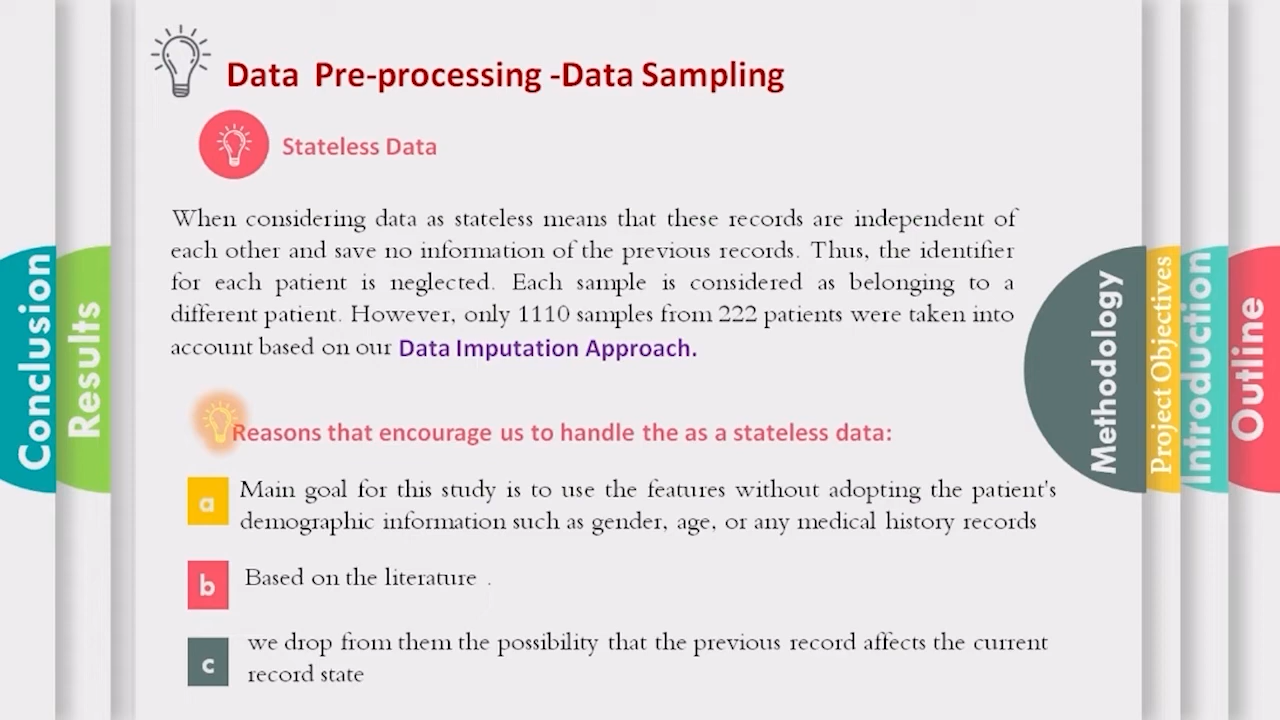 Data Pre-processing -Data Sampling
Stateless Data
When considering data as stateless means that these records are independent of
each other and save no information of the previous records. Thus, the identifier
for each patient is neglected. Each sample is considered as belonging to a
different patient. However, only 1110 samples from 222 patients were taken into
account based on our Data Imputation Approach.
Reasons that encourage us to handle the as a stateless data:
a
Main goal for this study is to use the features without adopting the patient's
demographic information such as gender, age, or any medical history records
b
Based on the literature .
c
we drop from them the possibility that the previous record affects the current
record state
Conclusion
Results
Methodology
Project Objectives
Introduction
Outline